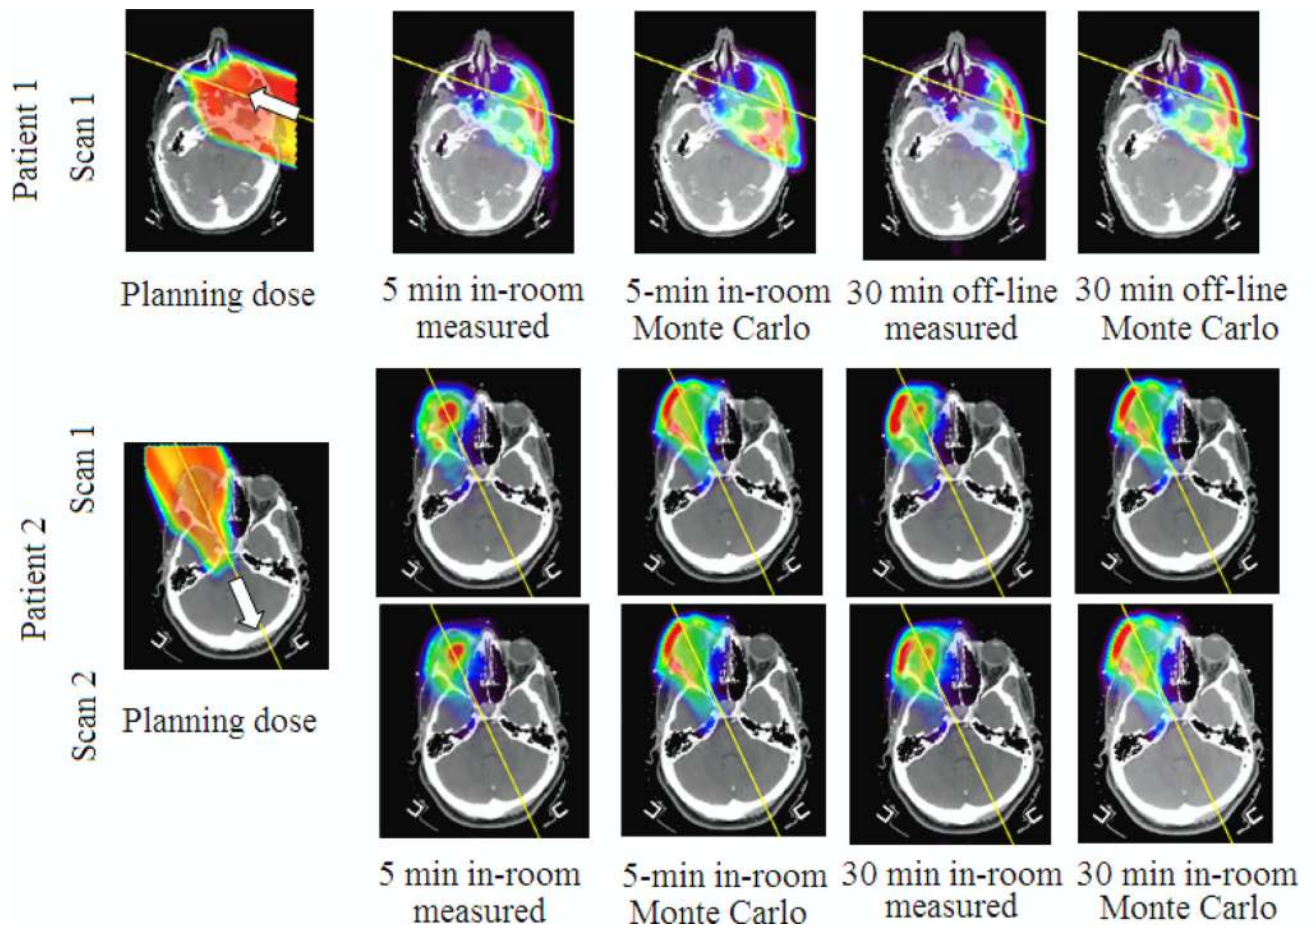 Patient 1
Scan 1
Planning dose
5 min in-room
measured
5-min in-room
Monte Carlo
30 min off-line
measured
30 min off-line
Monte Carlo
Patient 2
Scan 1
Scan 2
Planning dose
5 min in-room
measured
5-min in-room
Monte Carlo
30 min in-room
measured
30 min in-room
Monte Carlo